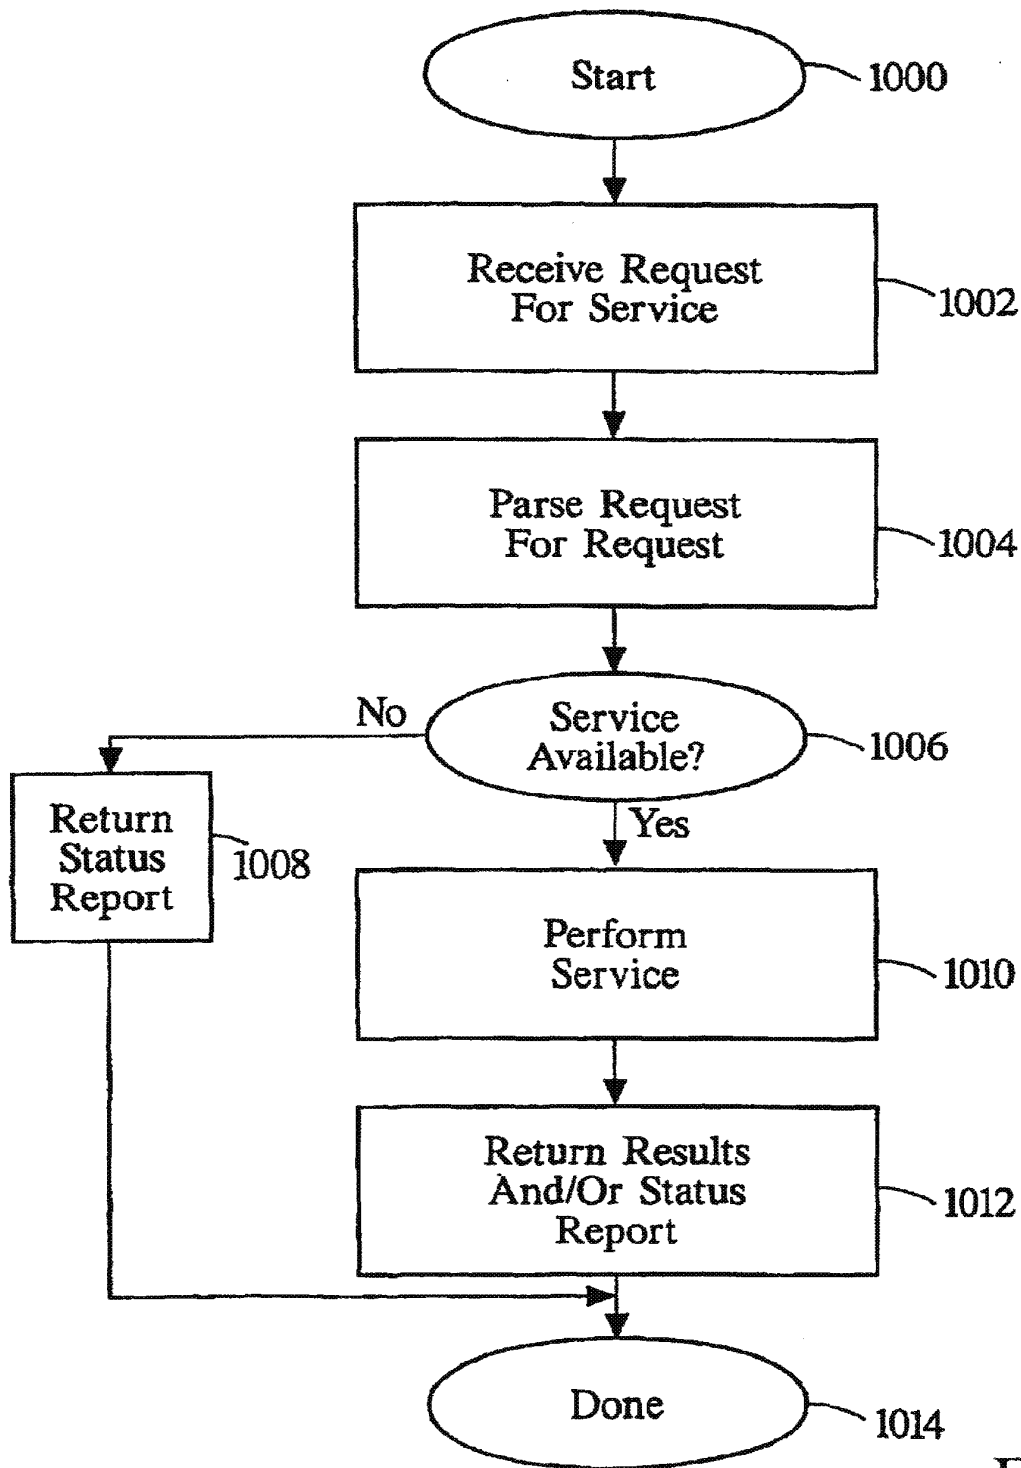 Start
1000
Receive Request
For Service
1002
Parse Request
For Request
1004
No
Service
Available?
1006
Yes
Return
Status
Report
1008
Perform
Service
1010
Return Results
And/Or Status
Report
1012
Done
1014